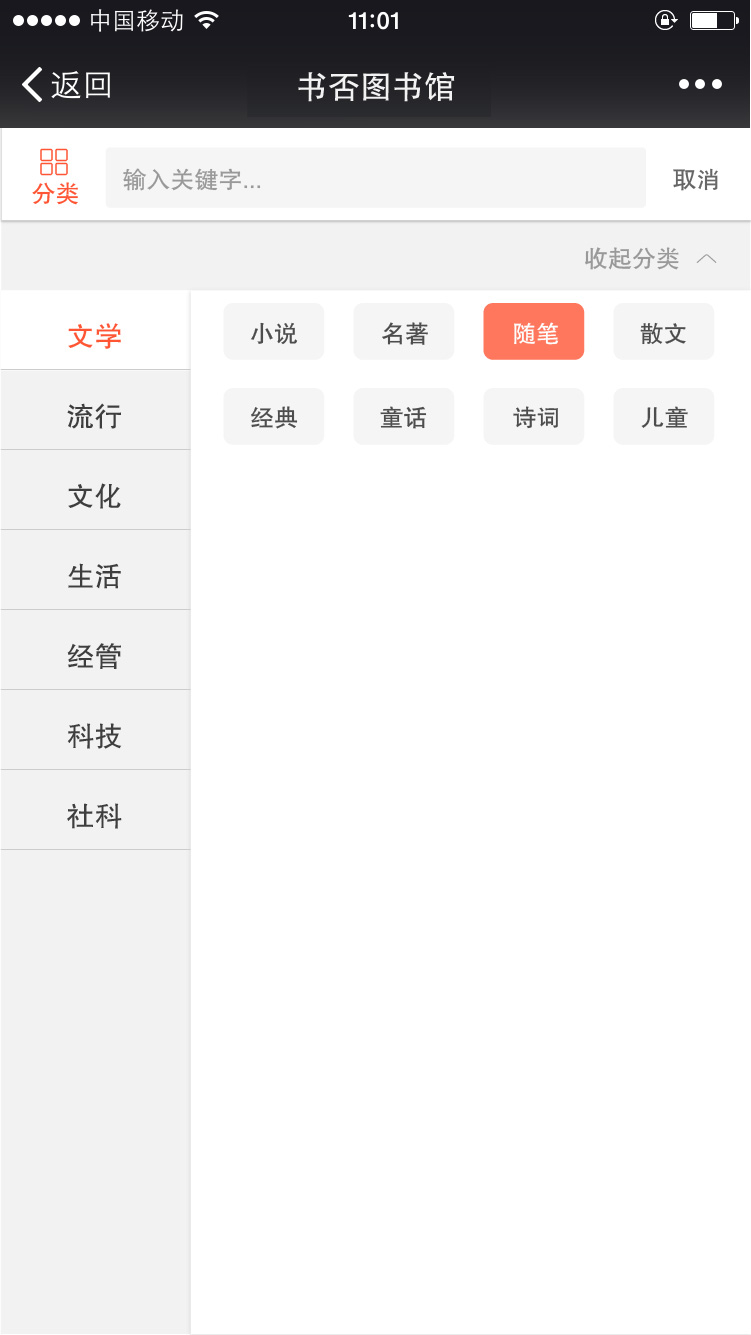 中国移动 11:01
返回 书否图书馆
分类 输入关键字... 取消
收起分类
文学
流行
文化
生活
经管
科技
社科
小说 名著 随笔 散文
经典 童话 诗词 儿童